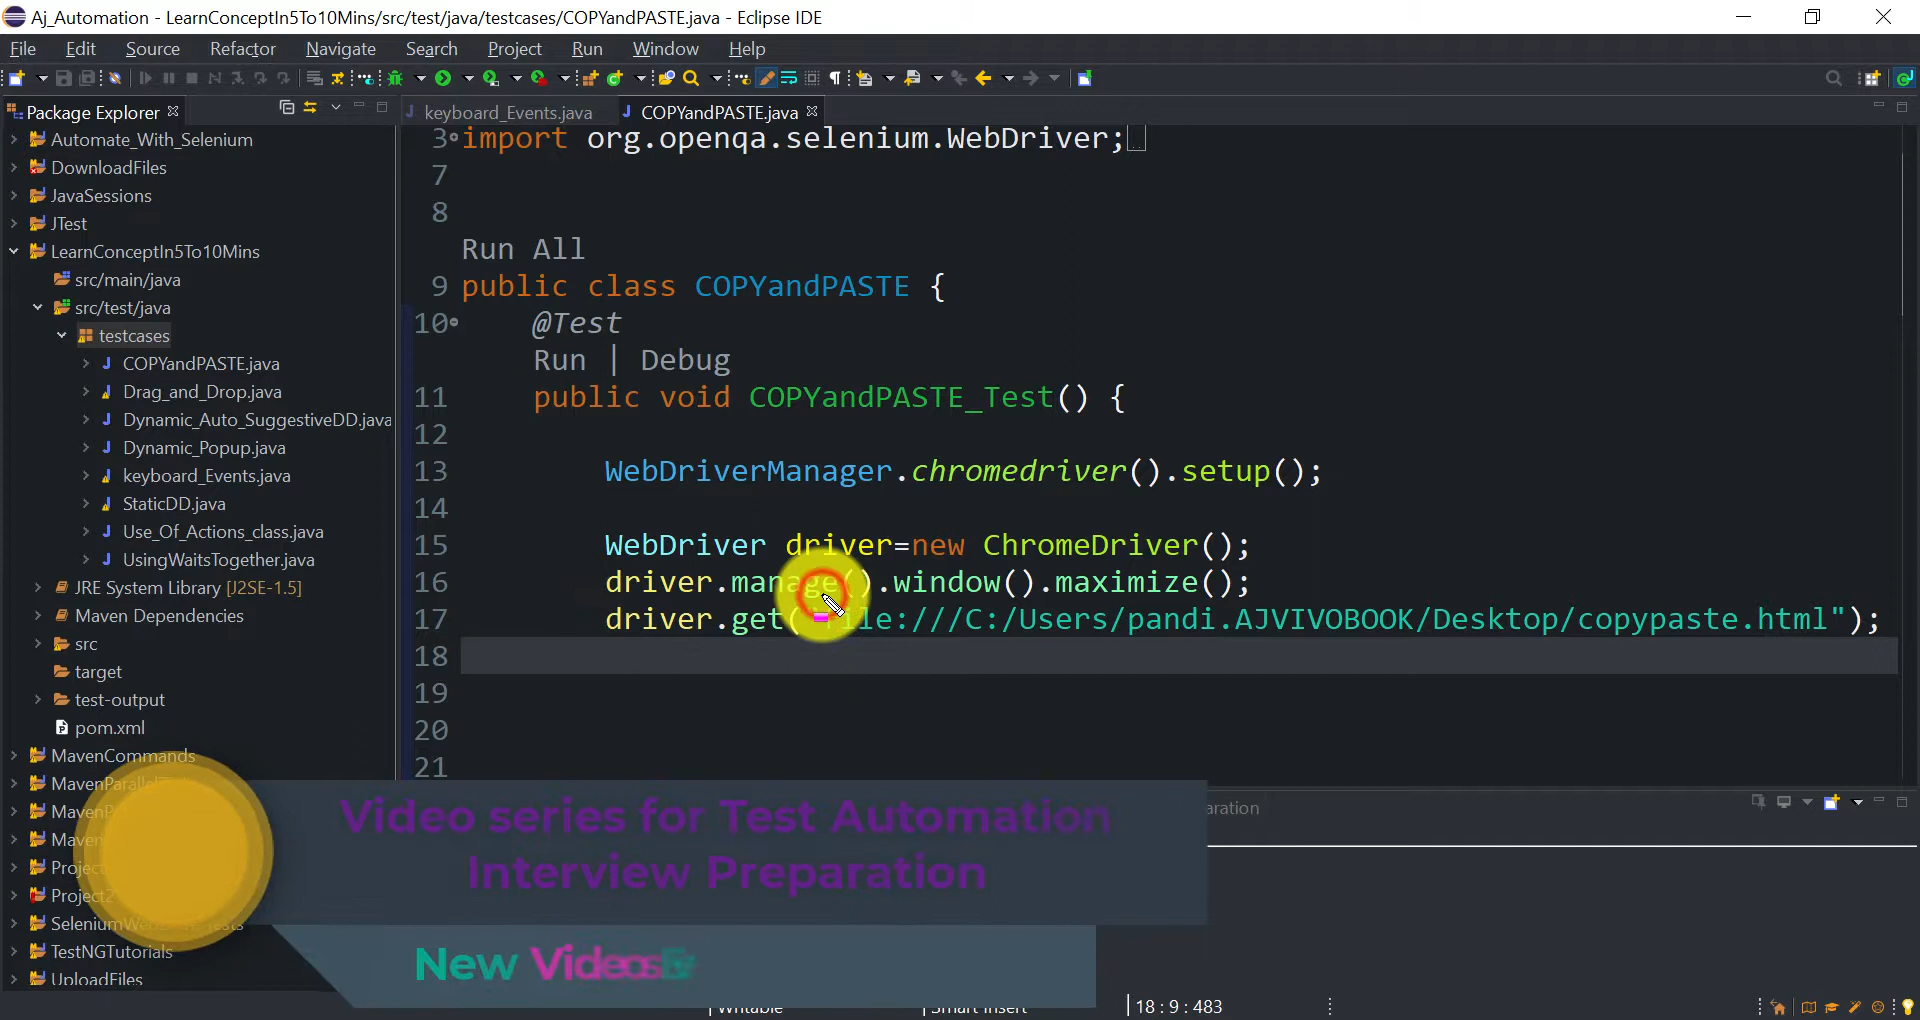 Aj_Automation - LearnConceptIn5To10Mins/src/test/java/testcases/COPYandPASTE.java - Eclipse IDE
File Edit Source Refactor Navigate Search Project Run Window Help
Package Explorer
keyboard_Events.java
COPYandPASTE.java
Automate_With_Selenium
DownloadFiles
JavaSessions
JTest
LearnConceptIn5To10Mins
src/main/java
src/test/java
testcases
COPYandPASTE.java
Drag_and_Drop.java
Dynamic_Auto_SuggestiveDD.java
Dynamic_Popup.java
keyboard_Events.java
StaticDD.java
Use_Of_Actions_class.java
UsingWaitsTogether.java
JRE System Library [J2SE-1.5]
Maven Dependencies
src
target
test-output
pom.xml
MavenCommands
TestNGTutorials
UploadFiles
3 import org.openqa.selenium.WebDriver;
7
8
Run All
9 public class COPYandPASTE {
10 @Test
Run | Debug
11 public void COPYandPASTE_Test() {
12
13 WebDriverManager.chromedriver().setup();
14
15 WebDriver driver=new ChromeDriver();
16 driver.manage().window().maximize();
17 driver.get("file:///C:/Users/pandi.AJVIVOBOOK/Desktop/copypaste.html");
18
19
20
21
Video series for Test Automation
Interview Preparation
New Videos
Writable Smart Insert 18 : 9 : 483